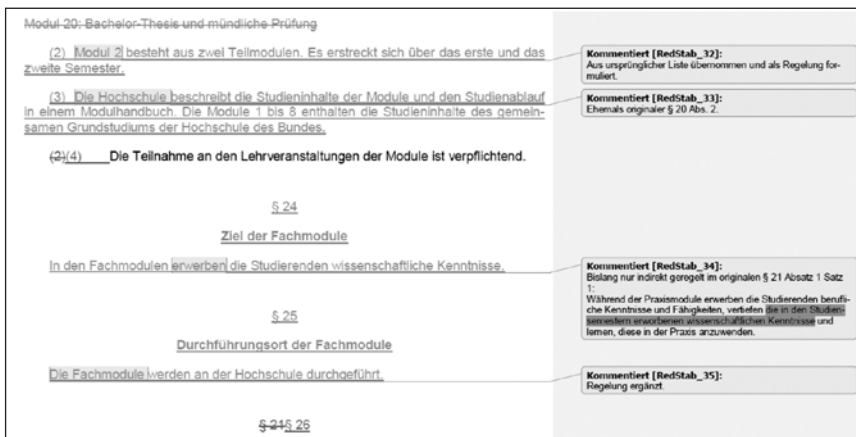 Modul 20: Bachelor-Thesis und mündliche Prüfung
(2) Modul 2 besteht aus zwei Teilmodulen. Es erstreckt sich über das erste und das
zweite Semester.
Kommentiert [RedStab_32]:
Aus ursprünglicher Liste übernommen und als Regelung for-
muliert.
(3) Die Hochschule beschreibt die Studieninhalte der Module und den Studienablauf
in einem Modulhandbuch. Die Module 1 bis 8 enthalten die Studieninhalte des gemein-
samen Grundstudiums der Hochschule des Bundes.
Kommentiert [RedStab_33]:
Ehemals originaler § 20 Abs. 2.
(2)(4) Die Teilnahme an den Lehrveranstaltungen der Module ist verpflichtend.
§ 24
Ziel der Fachmodule
In den Fachmodulen erwerben die Studierenden wissenschaftliche Kenntnisse.
Kommentiert [RedStab_34]:
Bislang nur indirekt geregelt im originalen § 21 Absatz 1 Satz
1:
Während der Praxismodule erwerben die Studierenden berufli-
che Kenntnisse und Fähigkeiten, vertiefen die in den Studien-
semestern erworbenen wissenschaftlichen Kenntnisse und
lernen, diese in der Praxis anzuwenden.
§ 25
Durchführungsort der Fachmodule
Die Fachmodule werden an der Hochschule durchgeführt.
Kommentiert [RedStab_35]:
Regelung ergänzt.
§ 21§ 26